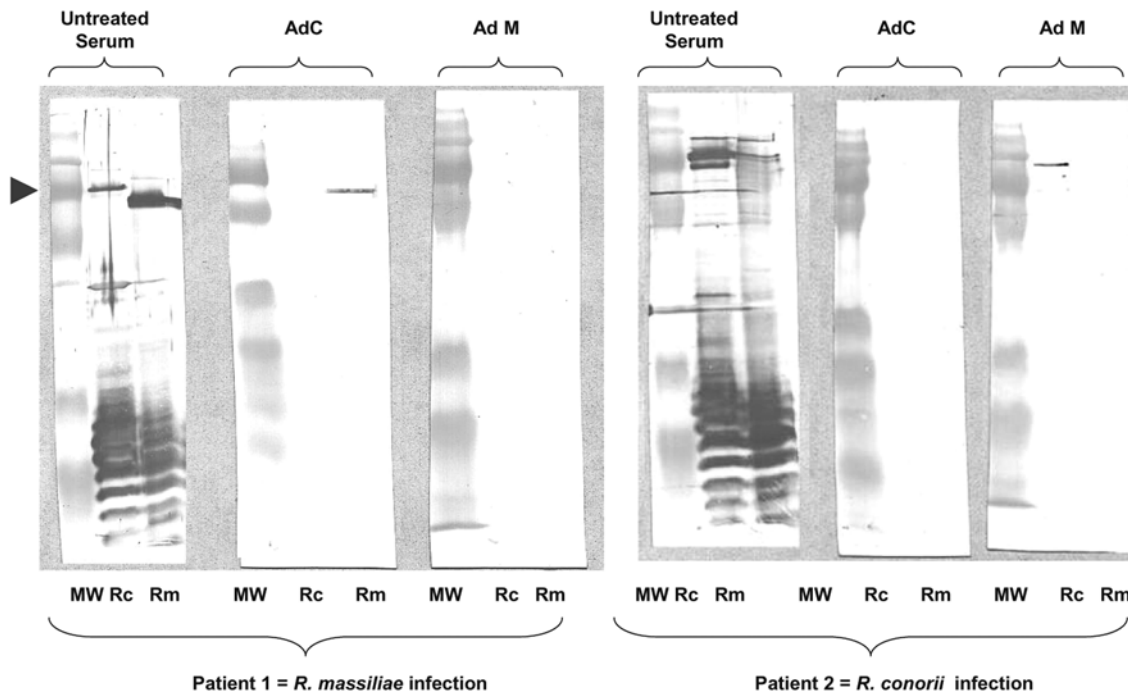 Untreated Serum AdC Ad M Untreated Serum AdC Ad M
MW Rc Rm MW Rc Rm MW Rc Rm MW Rc Rm MW Rc Rm MW Rc Rm
Patient 1 = R. massiliae infection Patient 2 = R. conorii infection